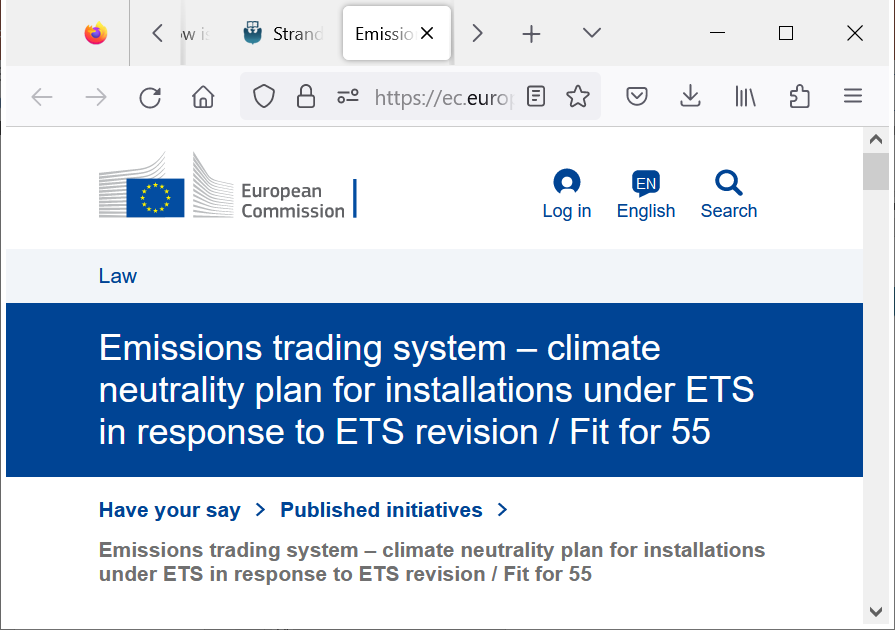 Strand
Emissio
https://ec.euro
European
Commission
Log in
EN
English
Search
Law
Emissions trading system – climate
neutrality plan for installations under ETS
in response to ETS revision / Fit for 55
Have your say > Published initiatives >
Emissions trading system – climate neutrality plan for installations
under ETS in response to ETS revision / Fit for 55